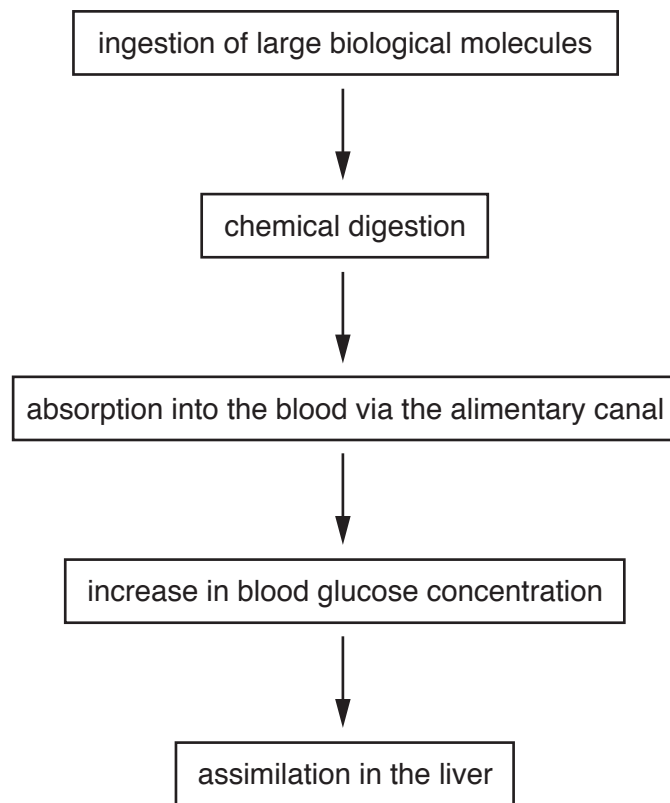 ingestion of large biological molecules
chemical digestion
absorption into the blood via the alimentary canal
increase in blood glucose concentration
assimilation in the liver